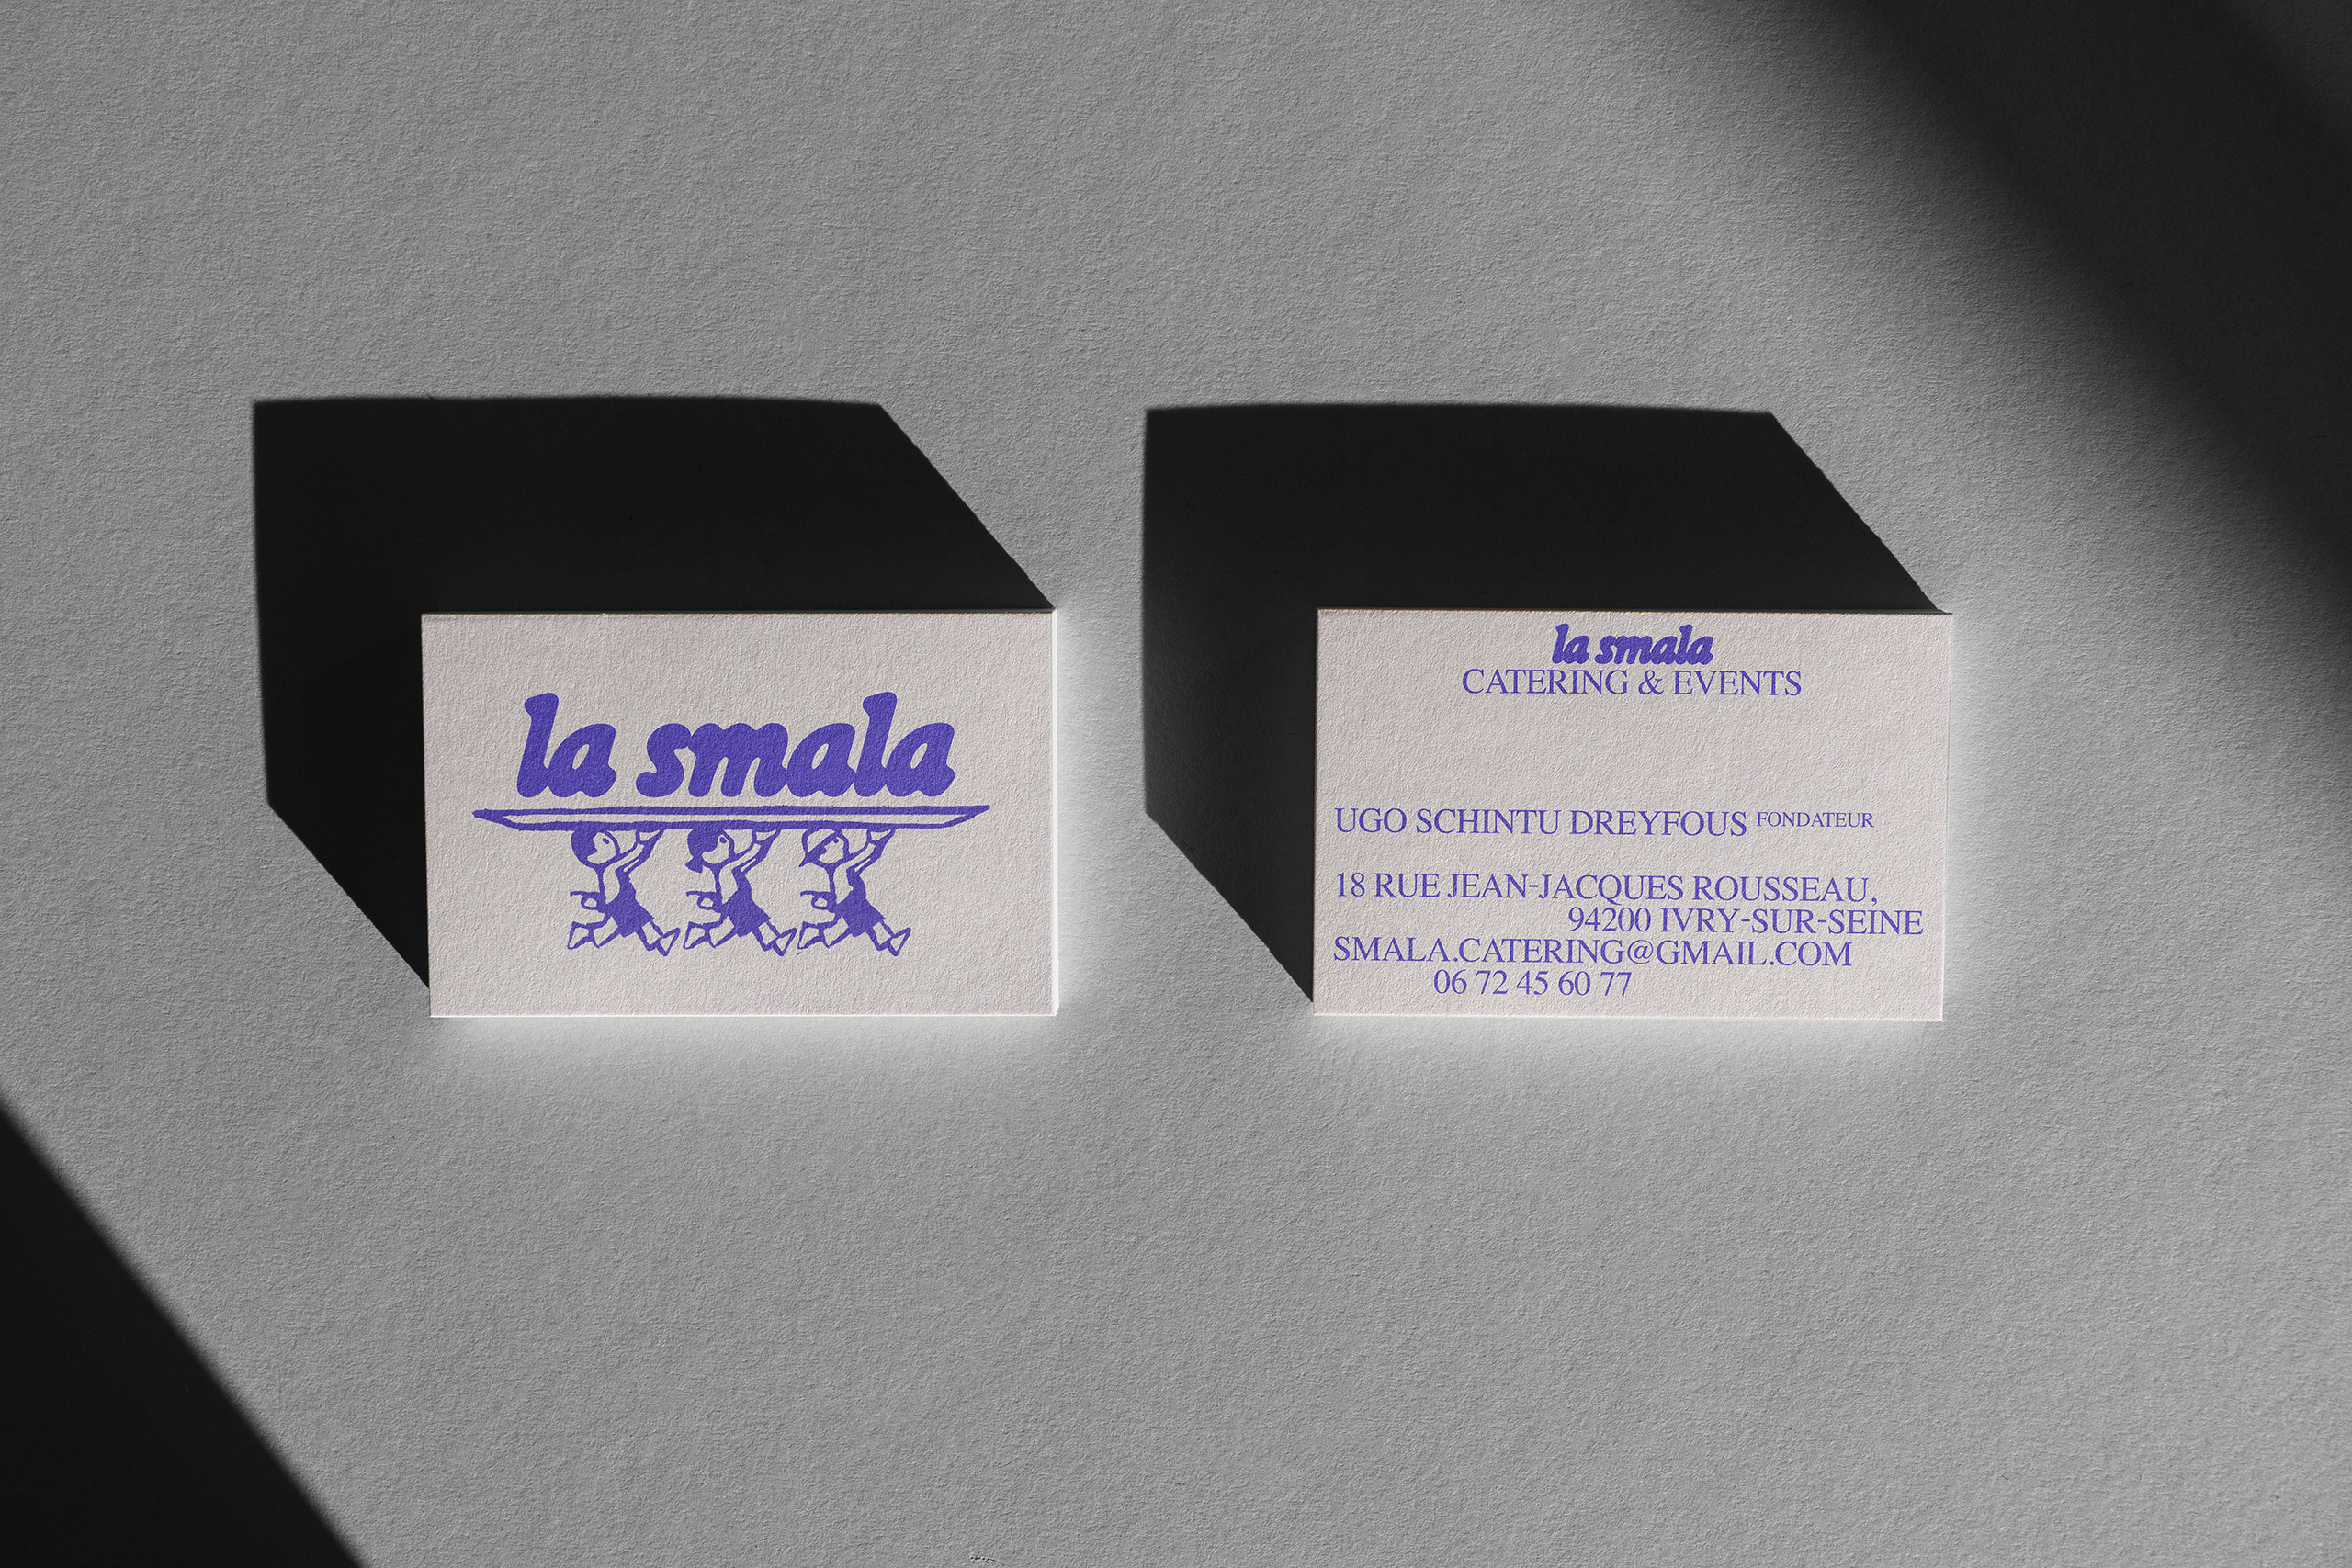 la smala
la smala
CATERING & EVENTS
UGO SCHINTU DREYFOUS FONDATEUR
18 RUE JEAN-JACQUES ROUSSEAU,
94200 IVRY-SUR-SEINE
SMALA.CATERING@GMAIL.COM
06 72 45 60 77